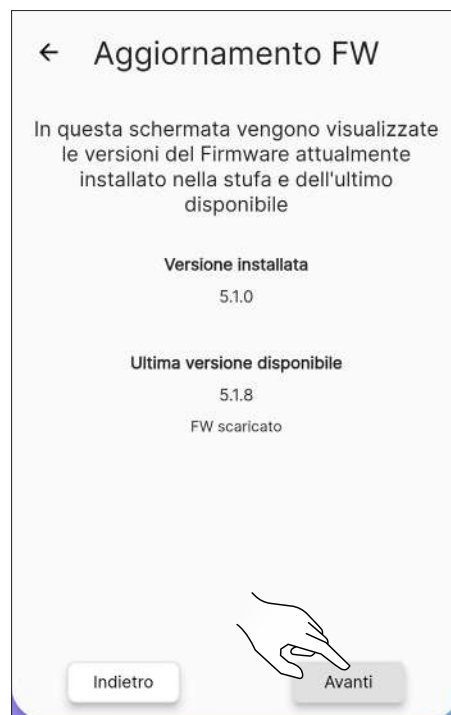 Aggiornamento FW
In questa schermata vengono visualizzate
le versioni del Firmware attualmente
installato nella stufa e dell'ultimo
disponibile
Versione installata
5.1.0
Ultima versione disponibile
5.1.8
FW scaricato
Indietro
Avanti